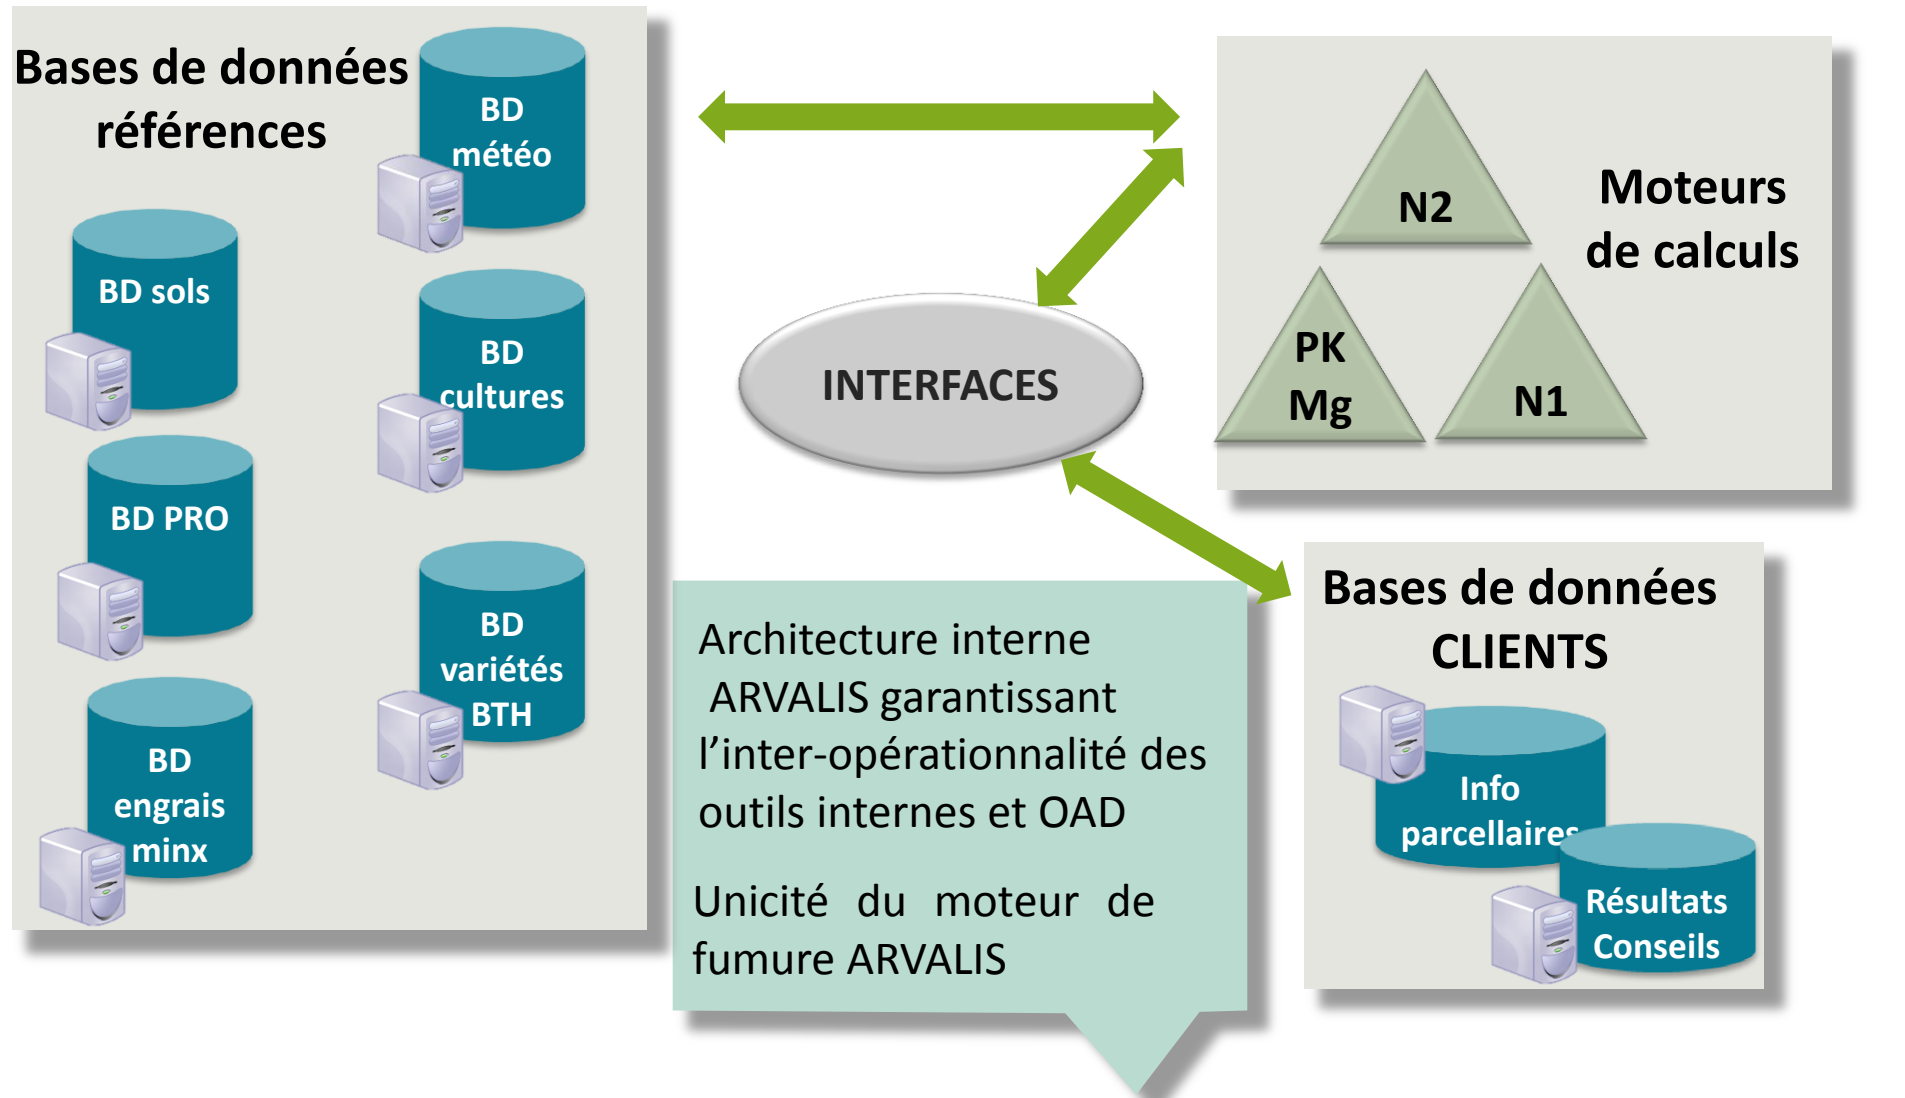 Bases de données
références
BD
météo
BD sols
BD
cultures
BD PRO
BD
variétés
BTH
BD
engrais
minx
INTERFACES
N2
Moteurs
de calculs
PK
Mg
N1
Architecture interne
ARVALIS garantissant
l’inter-opérationnalité des
outils internes et OAD
Unicité du moteur de
fumure ARVALIS
Bases de données
CLIENTS
Info
parcellaires
Résultats
Conseils